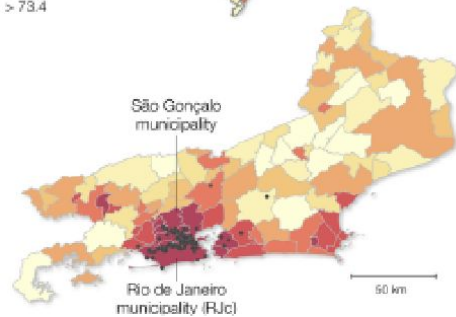 > 73.4
São Gonçalo
municipality
Rio de Janeiro
municipality (RJc)
50 km